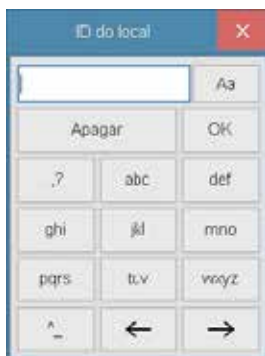 ID do local
Aa
Apagar OK
,? abc def
ghi jkl mno
pqrs tuv wxyz
^_ ← →